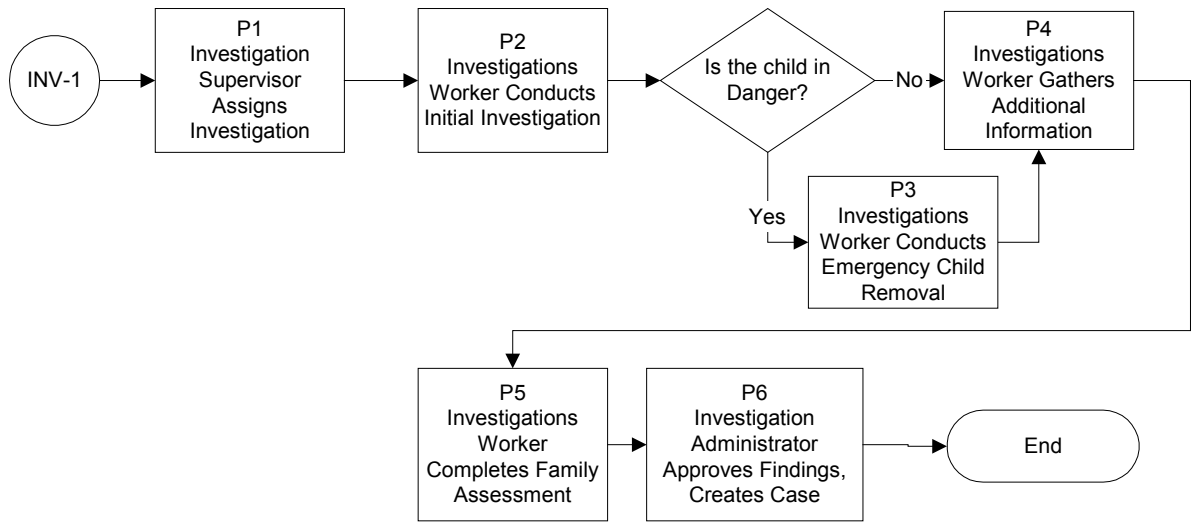 INV-1
P1
Investigation
Supervisor
Assigns
Investigation
P2
Investigations
Worker Conducts
Initial Investigation
Is the child in
Danger?
No
P4
Investigations
Worker Gathers
Additional
Information
Yes
P3
Investigations
Worker Conducts
Emergency Child
Removal
P5
Investigations
Worker
Completes Family
Assessment
P6
Investigation
Administrator
Approves Findings,
Creates Case
End